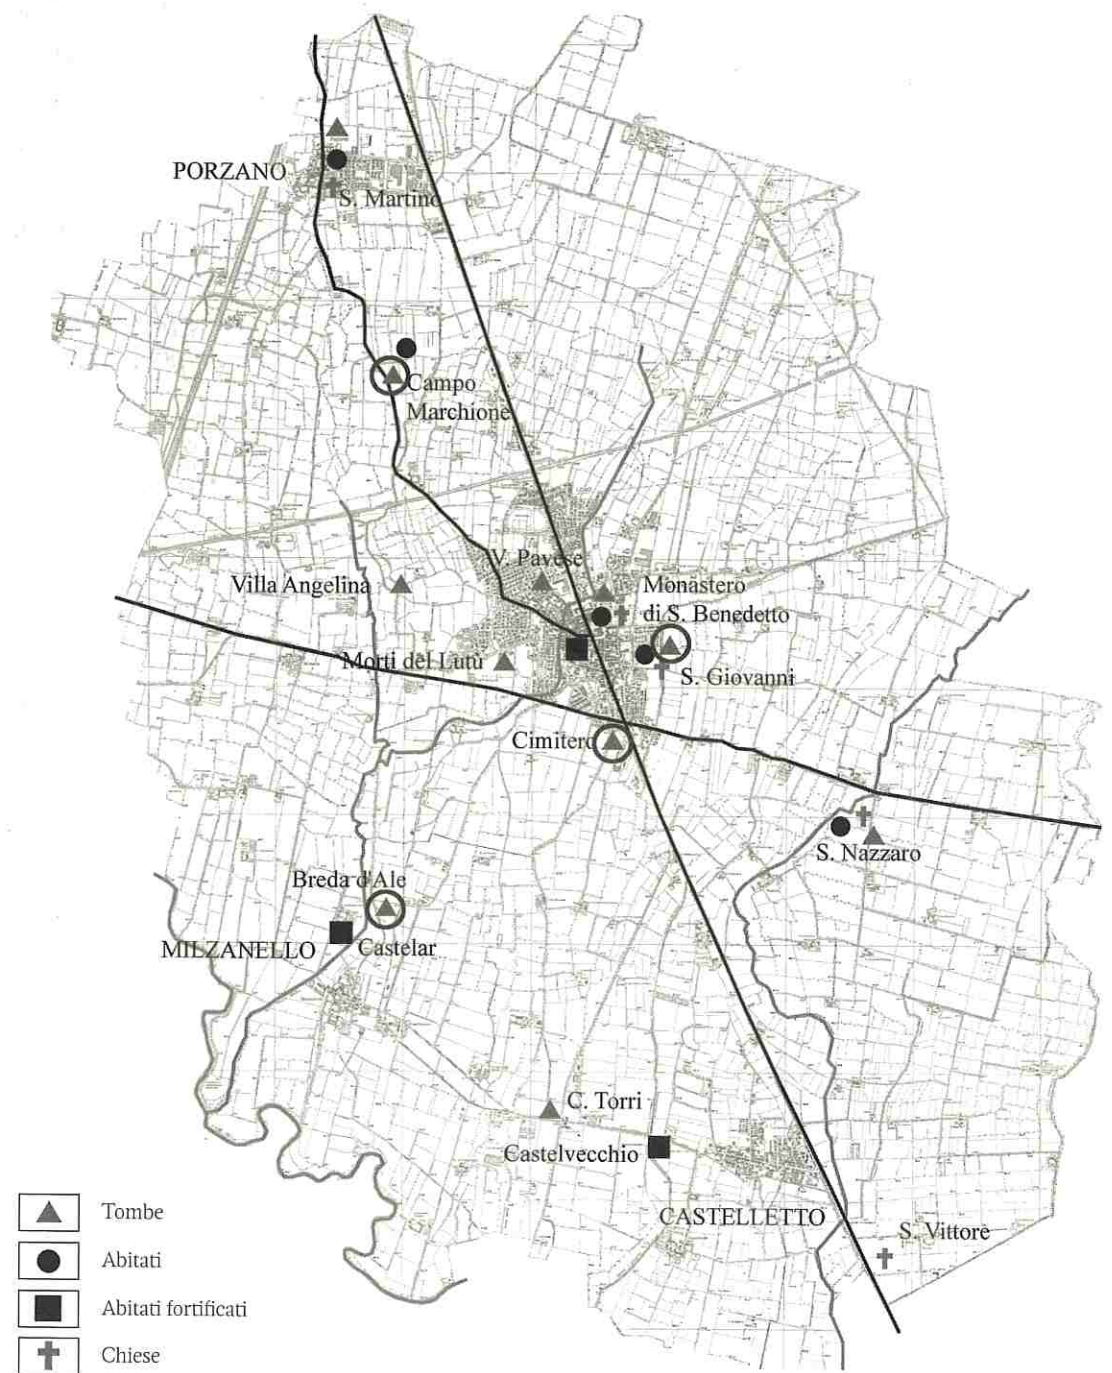 PORZANO
S. Martino
Campo
Marchione
V. Pavese
Villa Angelina
Monastero
di S. Benedetto
Morti del Lutù
S. Giovanni
Cimitero
S. Nazzaro
Breda d'Ale
MILZANELLO
Castelar
C. Torri
Castelvecchio
CASTELLETTO
S. Vittore
Tombe
Abitati
Abitati fortificati
Chiese